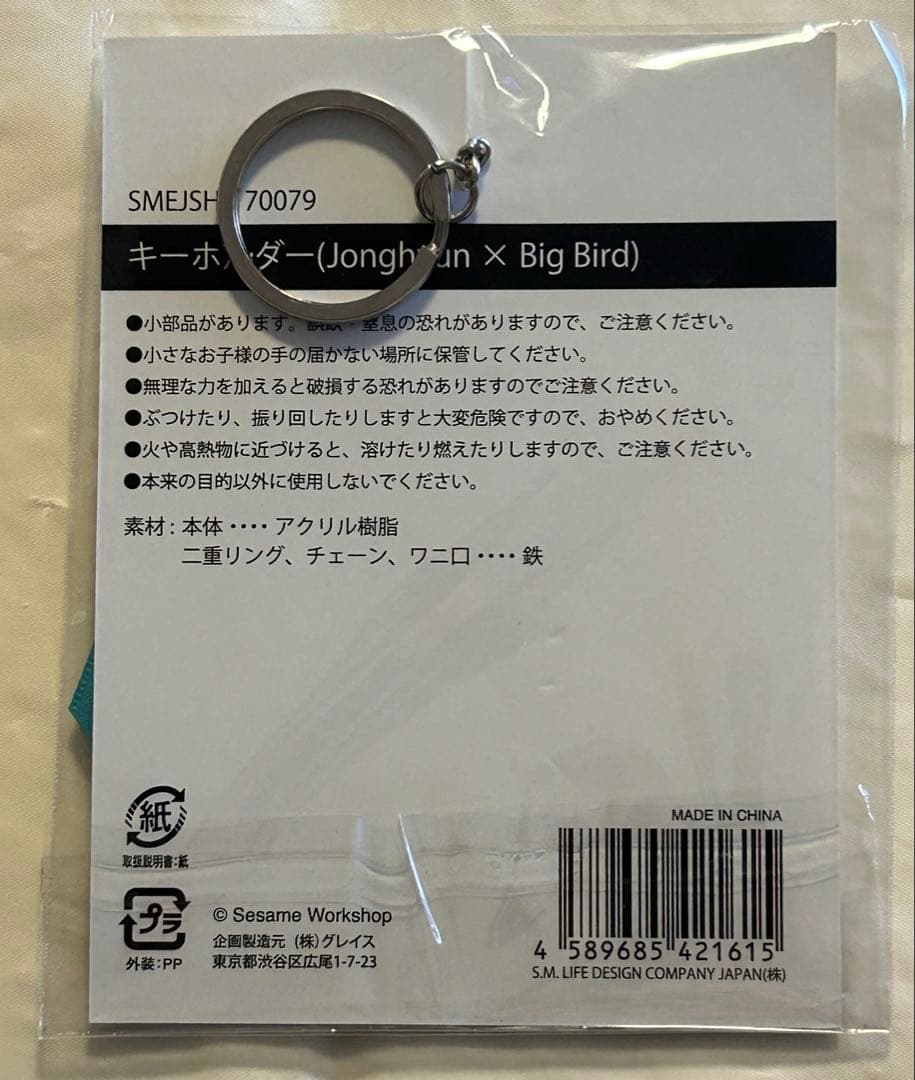 SMEJSH 70079
キーホ ダー(Jongh un × Big Bird)
●小部品があります。 窒息の恐れがありますので、ご注意ください。
●小さなお子様の手の届かない場所に保管してください。
●無理な力を加えると破損する恐れがありますのでご注意ください。
●ぶつけたり、振り回したりしますと大変危険ですので、おやめください。
●火や高熱物に近づけると、溶けたり燃えたりしますので、ご注意ください。
●本来の目的以外に使用しないでください。
素材 : 本体 ‥‥ アクリル樹脂
二重リング、チェーン、ワニ口 ‥‥ 鉄
紙
取扱説明書:紙
プラ
外装:PP
© Sesame Workshop
企画製造元 (株)グレイス
東京都渋谷区広尾1-7-23
MADE IN CHINA
4 589685 421615
S.M. LIFE DESIGN COMPANY JAPAN(株)